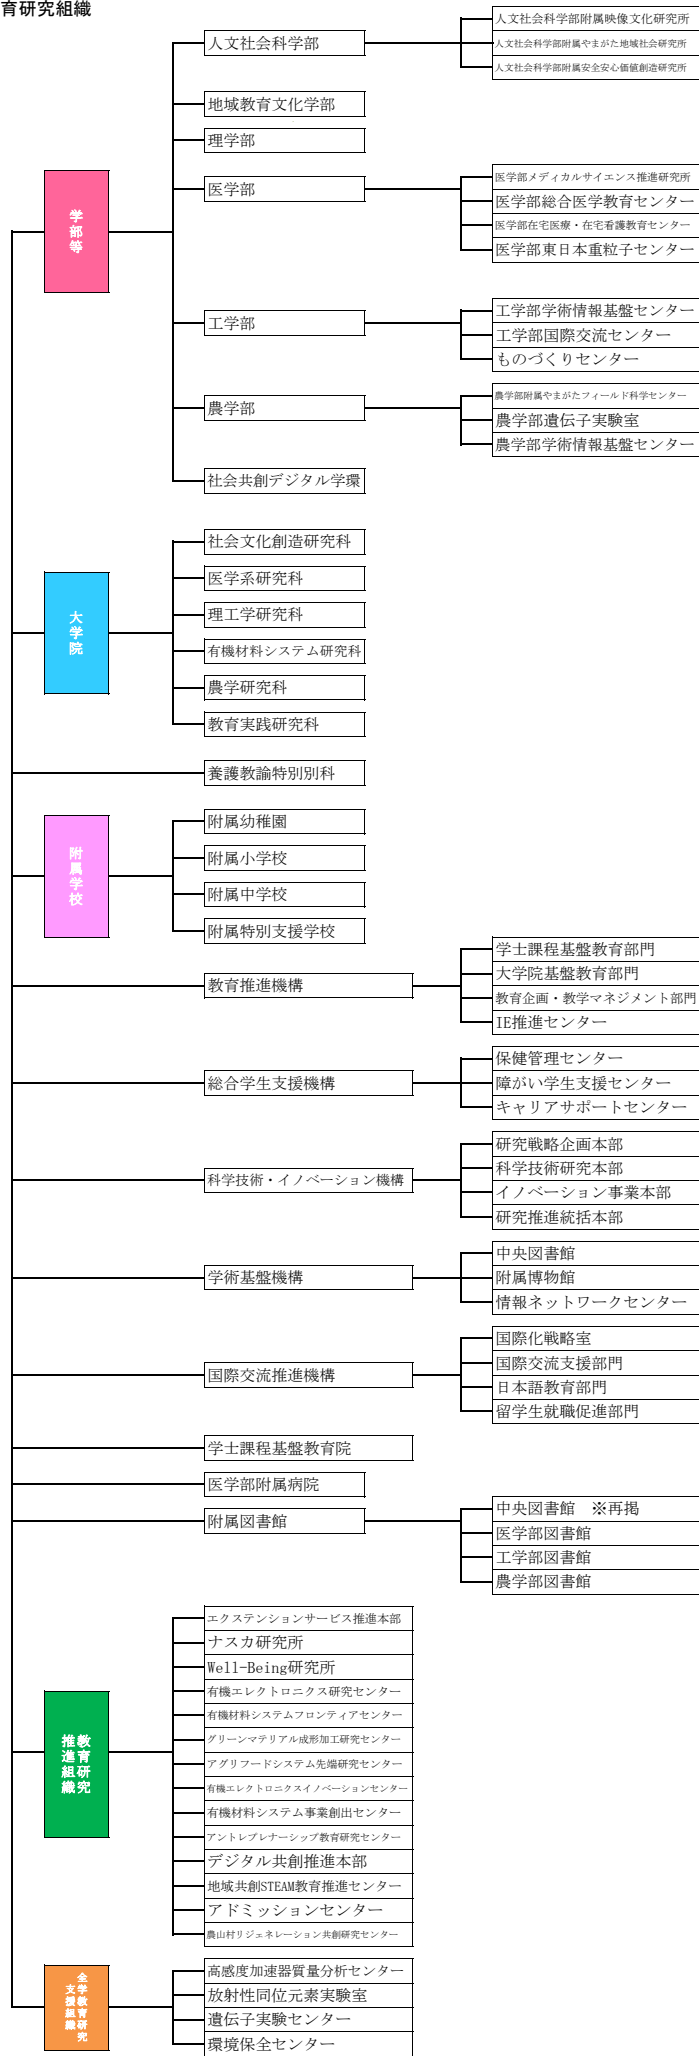 育研究組織
学部等
人文社会科学部
人文社会科学部附属映像文化研究所
人文社会科学部附属やまがた地域社会研究所
人文社会科学部附属安全安心価値創造研究所
地域教育文化学部
理学部
医学部
医学部メディカルサイエンス推進研究所
医学部総合医学教育センター
医学部在宅医療・在宅看護教育センター
医学部東日本重粒子センター
工学部
工学部学術情報基盤センター
工学部国際交流センター
ものづくりセンター
農学部
農学部附属やまがたフィールド科学センター
農学部遺伝子実験室
農学部学術情報基盤センター
社会共創デジタル学環
大学院
社会文化創造研究科
医学系研究科
理工学研究科
有機材料システム研究科
農学研究科
教育実践研究科
養護教諭特別別科
附属学校
附属幼稚園
附属小学校
附属中学校
附属特別支援学校
教育推進機構
学士課程基盤教育部門
大学院基盤教育部門
教育企画・教学マネジメント部門
IE推進センター
総合学生支援機構
保健管理センター
障がい学生支援センター
キャリアサポートセンター
科学技術・イノベーション機構
研究戦略企画本部
科学技術研究本部
イノベーション事業本部
研究推進統括本部
学術基盤機構
中央図書館
附属博物館
情報ネットワークセンター
国際交流推進機構
国際化戦略室
国際交流支援部門
日本語教育部門
留学生就職促進部門
学士課程基盤教育院
医学部附属病院
附属図書館
中央図書館　※再掲
医学部図書館
工学部図書館
農学部図書館
教育研究
推進組織
エクステンションサービス推進本部
ナスカ研究所
Well-Being研究所
有機エレクトロニクス研究センター
有機材料システムフロンティアセンター
グリーンマテリアル成形加工研究センター
アグリフードシステム先端研究センター
有機エレクトロニクスイノベーションセンター
有機材料システム事業創出センター
アントレプレナーシップ教育研究センター
デジタル共創推進本部
地域共創STEAM教育推進センター
アドミッションセンター
農山村リジェネレーション共創研究センター
全学教育研究
支援組織
高感度加速器質量分析センター
放射性同位元素実験室
遺伝子実験センター
環境保全センター